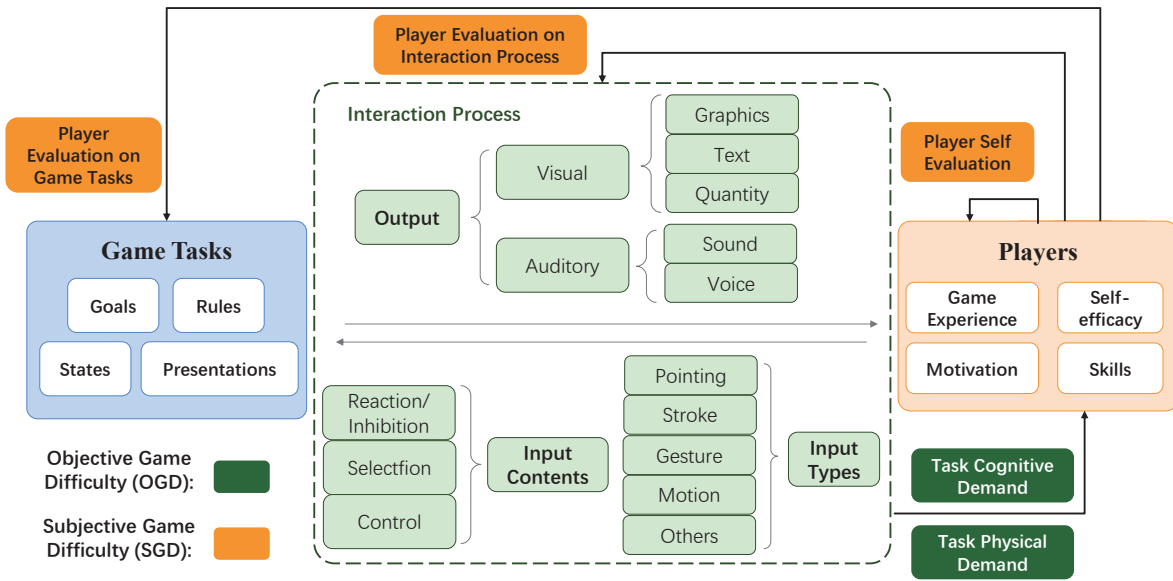 Player Evaluation on
Interaction Process
Player
Evaluation on
Game Tasks
Interaction Process
Output
Visual
Graphics
Text
Quantity
Auditory
Sound
Voice
Player Self
Evaluation
Game Tasks
Goals
Rules
States
Presentations
Players
Game
Experience
Self-
efficacy
Motivation
Skills
Reaction/
Inhibition
Selectfion
Control
Input
Contents
Pointing
Stroke
Gesture
Motion
Others
Input
Types
Objective Game
Difficulty (OGD):
Subjective Game
Difficulty (SGD):
Task Cognitive
Demand
Task Physical
Demand